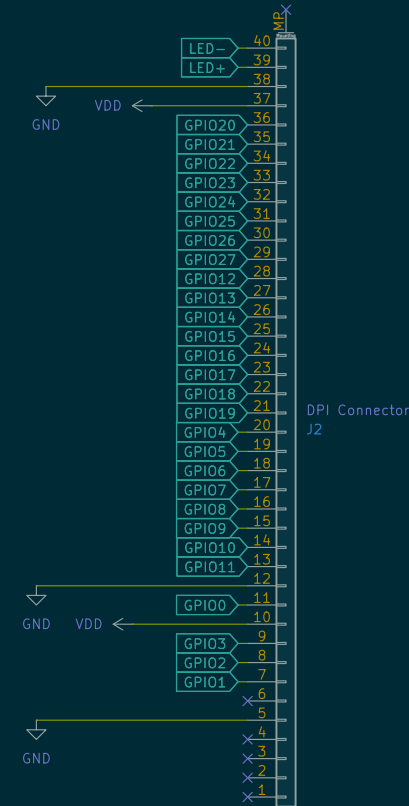 MP
LED- 40
LED+ 39
38
VDD 37
GND
GPIO20 36
GPIO21 35
GPIO22 34
GPIO23 33
GPIO24 32
GPIO25 31
GPIO26 30
GPIO27 29
GPIO12 28
GPIO13 27
GPIO14 26
GPIO15 25
GPIO16 24
GPIO17 23
GPIO18 22
GPIO19 21
DPI Connector
J2
GPIO4 20
GPIO5 19
GPIO6 18
GPIO7 17
GPIO8 16
GPIO9 15
GPIO10 14
GPIO11 13
12
GPIO0 11
GND VDD 10
GPIO3 9
GPIO2 8
GPIO1 7
6
5
4
GND 3
2
1